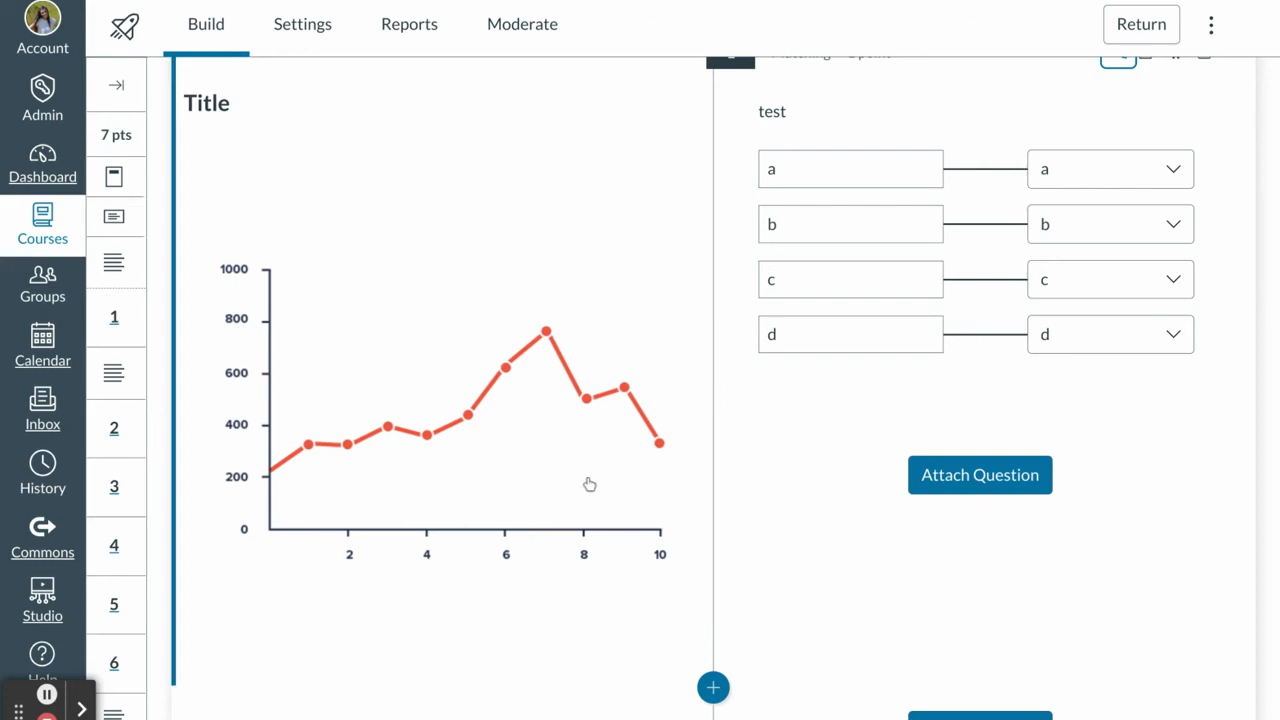 Build Settings Reports Moderate Return
Account
Admin
Dashboard
Courses
Groups
Calendar
Inbox
History
Commons
Studio
Help
7 pts
1
2
3
4
5
6
Title
1000
800
600
400
200
0
2 4 6 8 10
test
a a
b b
c c
d d
Attach Question